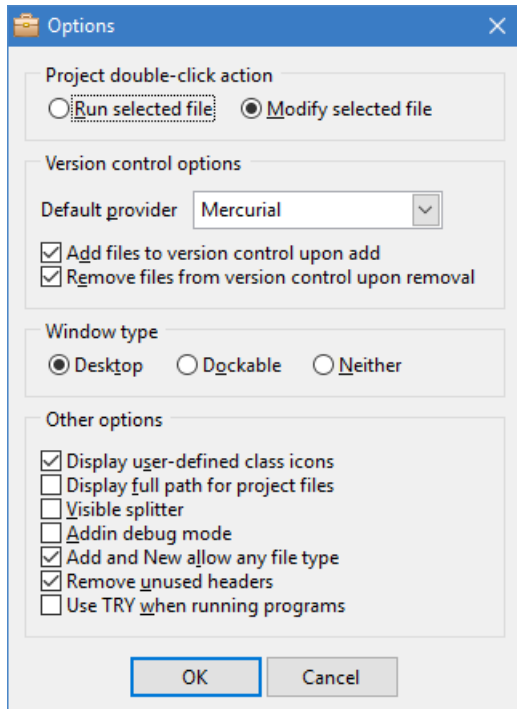 Options
Project double-click action
Run selected file Modify selected file
Version control options
Default provider Mercurial
Add files to version control upon add
Remove files from version control upon removal
Window type
Desktop Dockable Neither
Other options
Display user-defined class icons
Display full path for project files
Visible splitter
Addin debug mode
Add and New allow any file type
Remove unused headers
Use TRY when running programs
OK Cancel